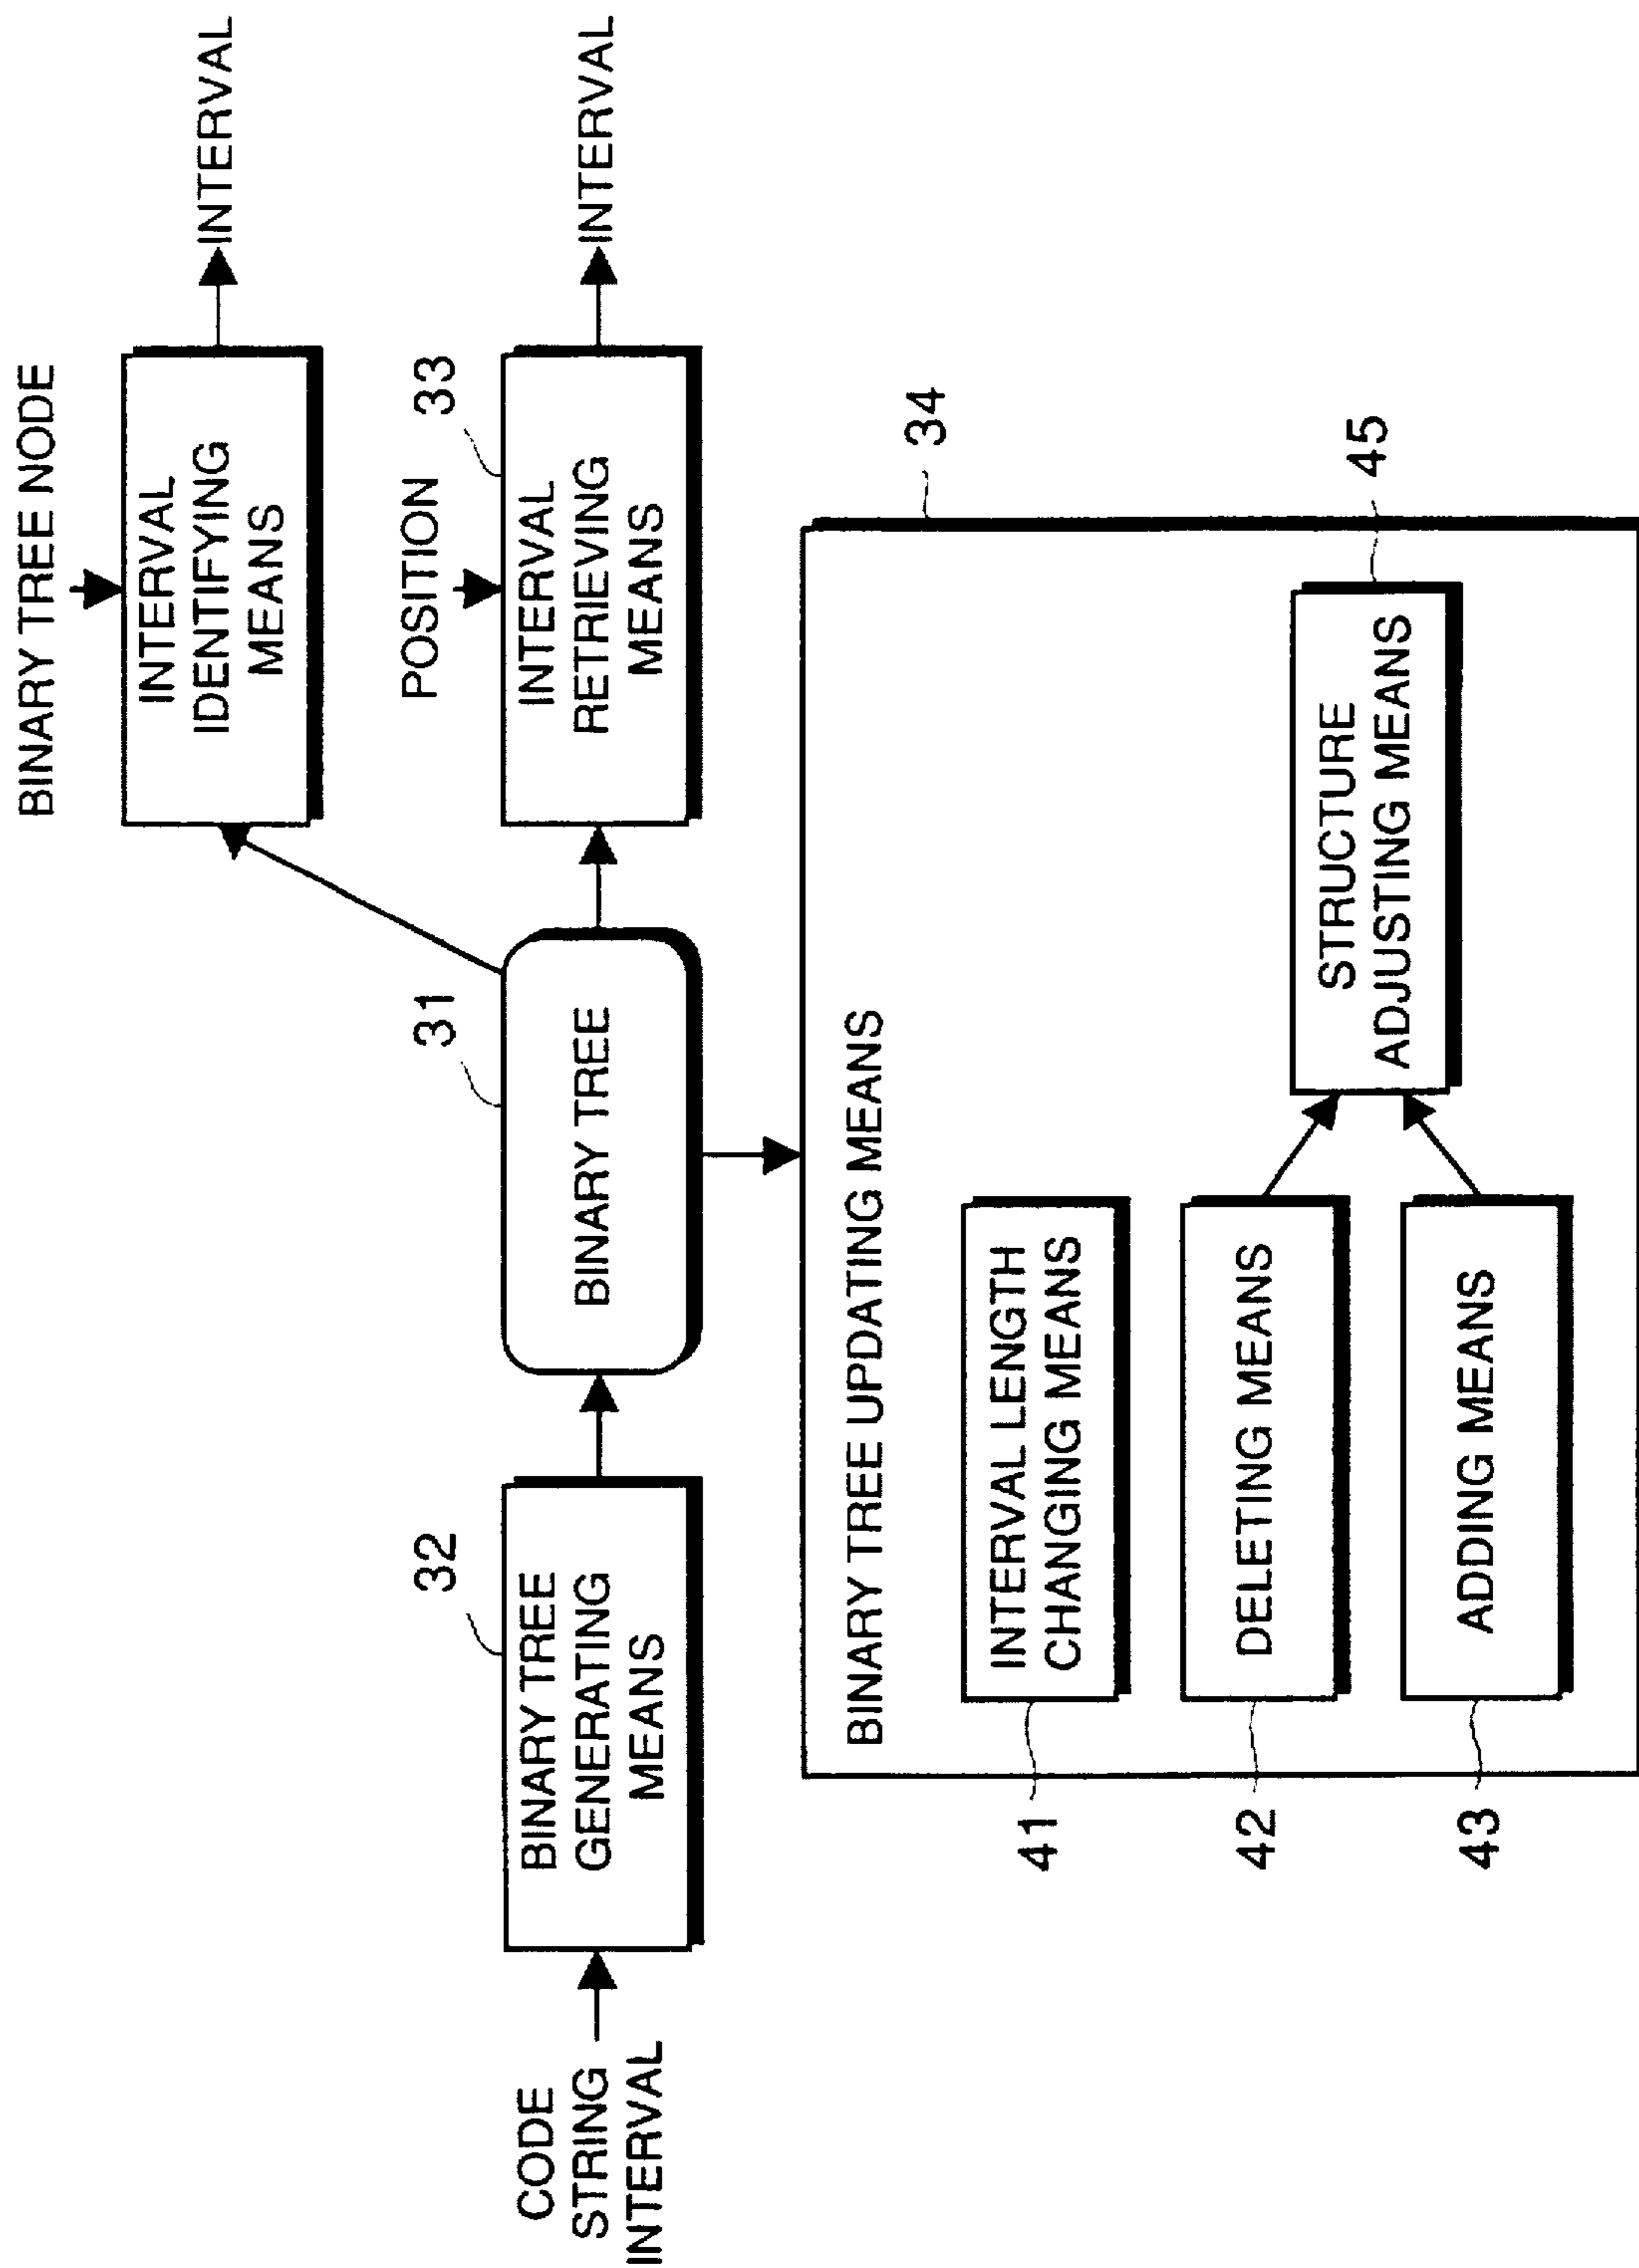 BINARY TREE NODE
INTERVAL
IDENTIFYING
MEANS
INTERVAL
POSITION
33
INTERVAL
RETRIEVING
MEANS
INTERVAL
31
BINARY TREE
32
BINARY TREE
GENERATING
MEANS
CODE
STRING
INTERVAL
34
BINARY TREE UPDATING MEANS
41
INTERVAL LENGTH
CHANGING MEANS
42
DELETING MEANS
43
ADDING MEANS
45
STRUCTURE
ADJUSTING MEANS